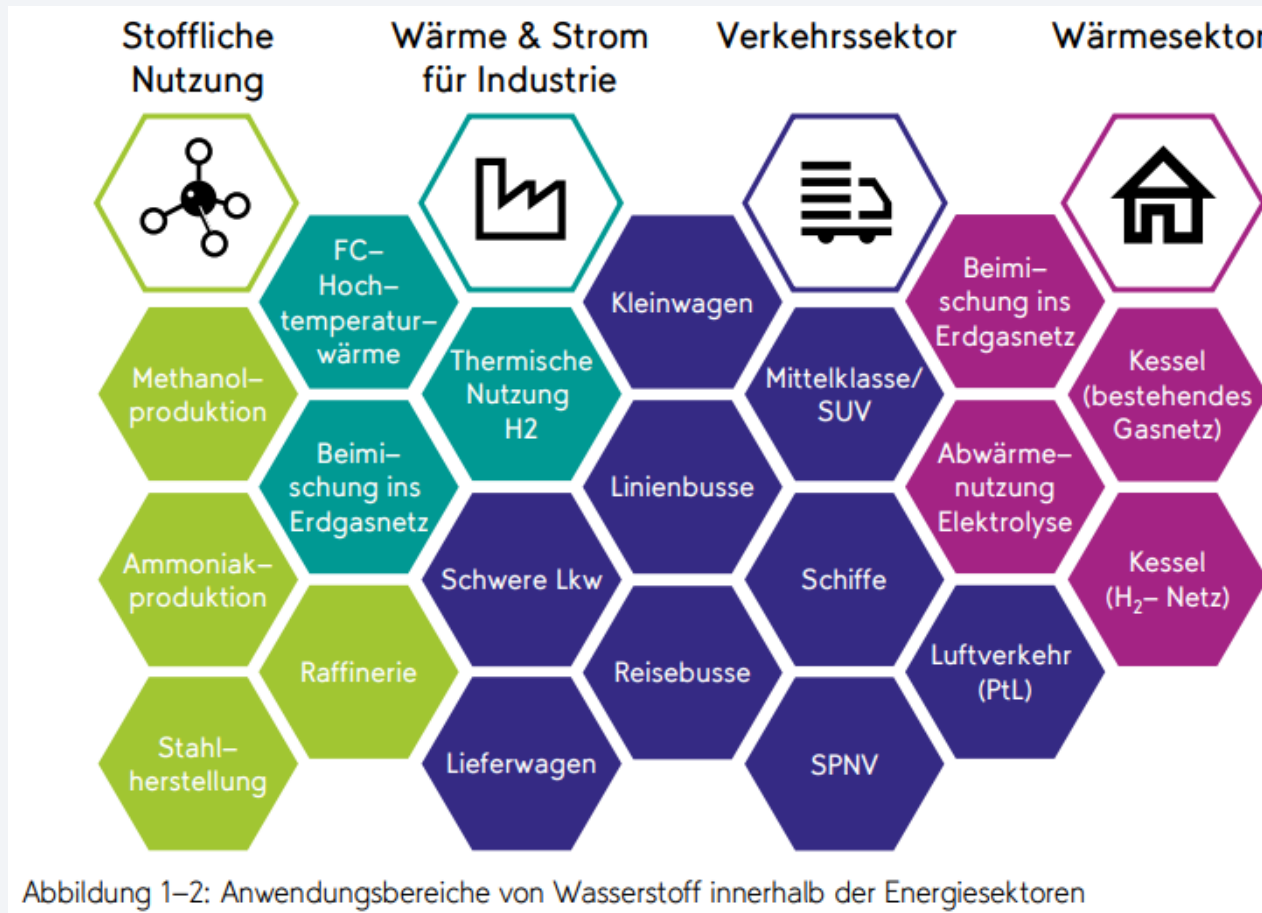 Stoffliche
Nutzung
Wärme & Strom
für Industrie
Verkehrssektor
Wärmesektor
FC–
Hoch–
temperatur–
wärme
Kleinwagen
Beimi–
schung ins
Erdgasnetz
Methanol–
produktion
Thermische
Nutzung
H2
Mittelklasse/
SUV
Kessel
(bestehendes
Gasnetz)
Beimi–
schung ins
Erdgasnetz
Linienbusse
Abwärme–
nutzung
Elektrolyse
Ammoniak–
produktion
Schwere Lkw
Schiffe
Kessel
(H₂– Netz)
Raffinerie
Reisebusse
Luftverkehr
(PtL)
Stahl–
herstellung
Lieferwagen
SPNV
Abbildung 1–2: Anwendungsbereiche von Wasserstoff innerhalb der Energiesektoren